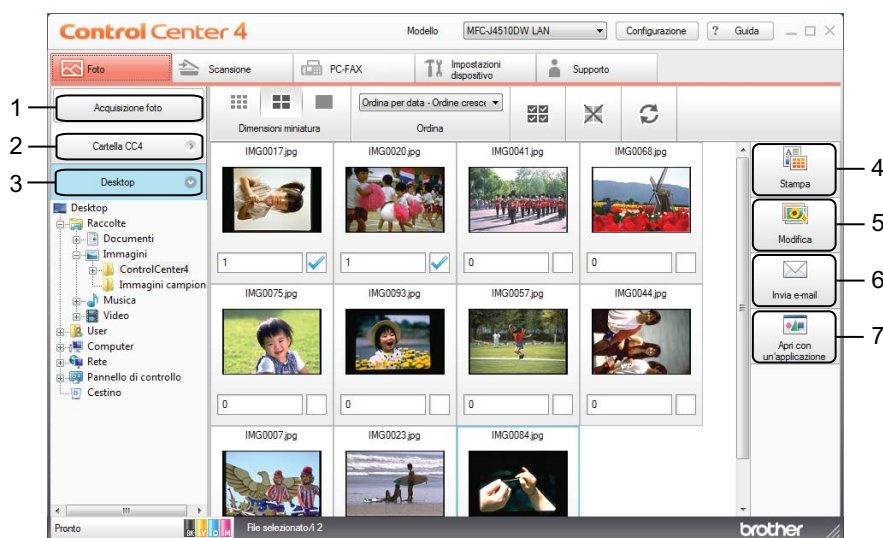 Control Center 4
Modello MFC-J4510DW LAN Configurazione ? Guida
Foto Scansione PC-FAX Impostazioni dispositivo Supporto
1 Acquisizione foto
2 Cartella CC4
3 Desktop
Dimensioni miniatura
Ordina per data - Ordine cresce
Ordina
Desktop
Raccolte
Documenti
Immagini
ControlCenter4
Immagini campion
Musica
Video
User
Computer
Rete
Pannello di controllo
Cestino
IMG0017.jpg IMG0020.jpg IMG0041.jpg IMG0068.jpg
1 1 0 0
IMG0075.jpg IMG0093.jpg IMG0057.jpg IMG0044.jpg
0 0 0 0
IMG0007.jpg IMG0023.jpg IMG0084.jpg
Stampa 4
Modifica 5
Invia e-mail 6
Apri con un'applicazione 7
Pronto BK Y C M File selezionato/i 2 brother